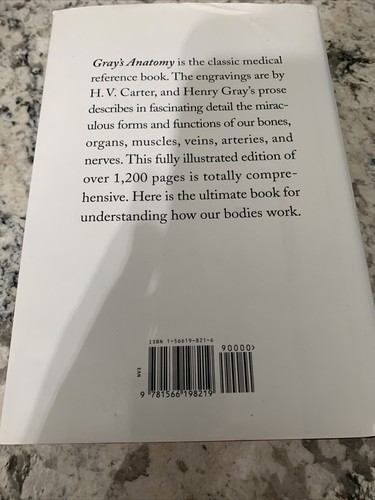 Gray's Anatomy is the classic medical
reference book. The engravings are by
H. V. Carter, and Henry Gray's prose
describes in fascinating detail the mirac-
ulous forms and functions of our bones,
organs, muscles, veins, arteries, and
nerves. This fully illustrated edition of
over 1,200 pages is totally compre-
hensive. Here is the ultimate book for
understanding how our bodies work.
ISBN 1-56619-821-6
90000>
EAN
9 781566 198219